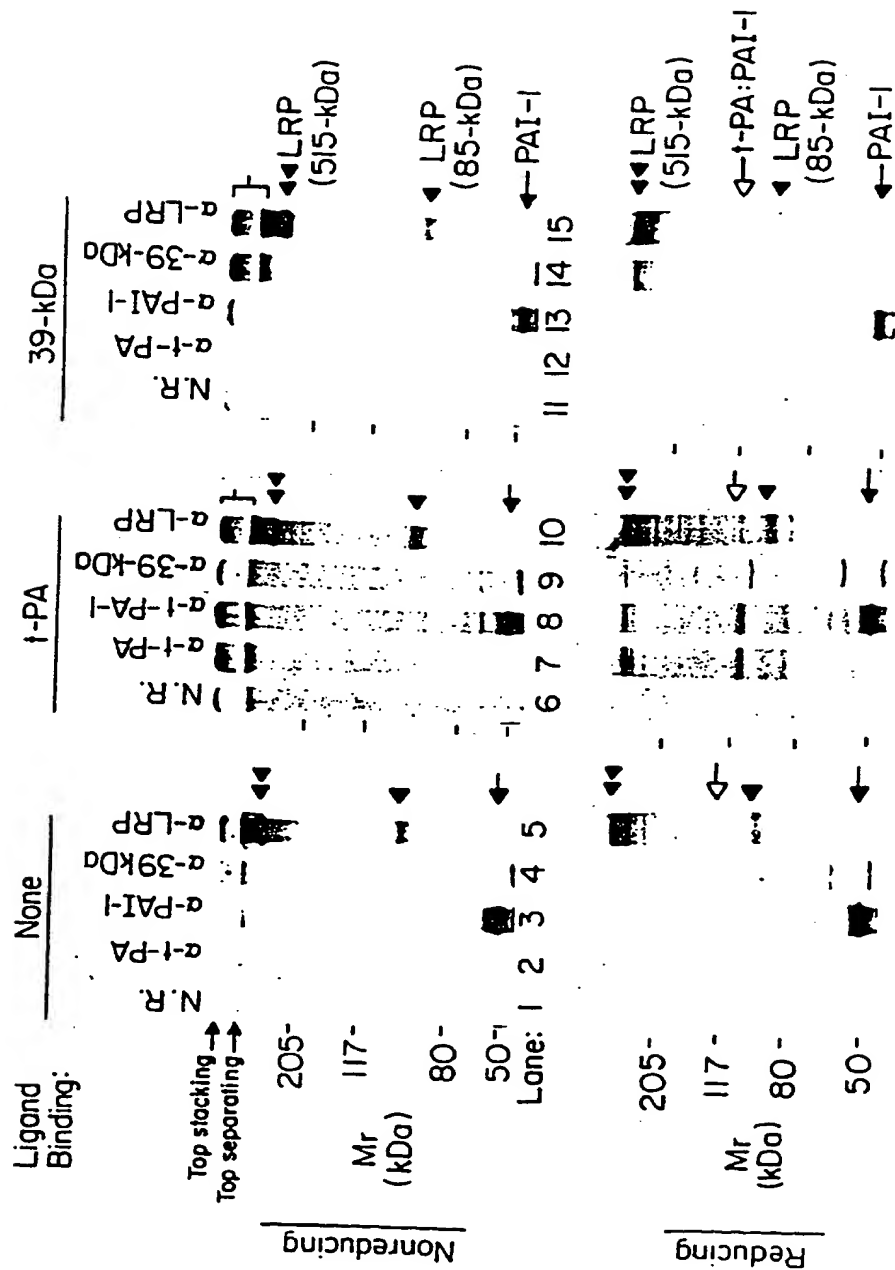 Ligand
Binding:
None
t-PA
39-kDa
N.R.
α-t-PA
α-PAI-I
α-39kDa
α-LRP
N.R.
α-t-PA
α-t-PA-I
α-39-kDa
α-LRP
N.R.
α-t-PA
α-PAI-I
α-39-kDa
α-LRP
Top stacking
Top separating
Nonreducing
Mr
(kDa)
205-
117-
80-
50-
LRP
(515-kDa)
LRP
(85-kDa)
PAI-I
Lane: 1 2 3 4 5 6 7 8 9 10 11 12 13 14 15
Reducing
Mr
(kDa)
205-
117-
80-
50-
LRP
(515-kDa)
t-PA:PAI-I
LRP
(85-kDa)
PAI-I